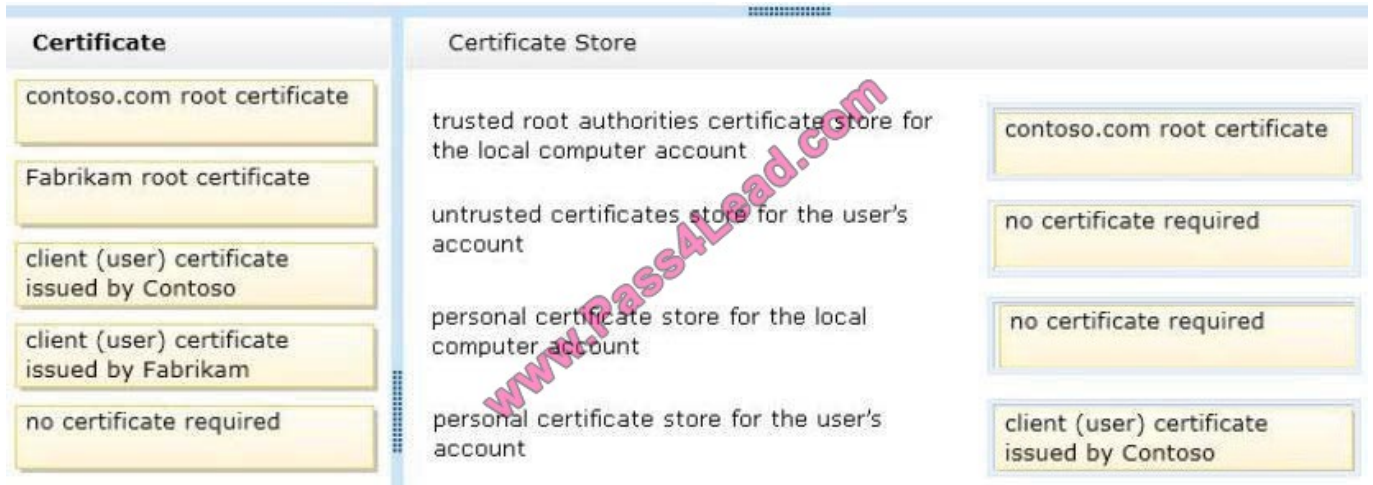 Certificate
Certificate Store
contoso.com root certificate
Fabrikam root certificate
client (user) certificate
issued by Contoso
client (user) certificate
issued by Fabrikam
no certificate required
trusted root authorities certificate store for
the local computer account
contoso.com root certificate
untrusted certificates store for the user's
account
no certificate required
personal certificate store for the local
computer account
no certificate required
personal certificate store for the user's
account
client (user) certificate
issued by Contoso
www.Pass4Lead.com